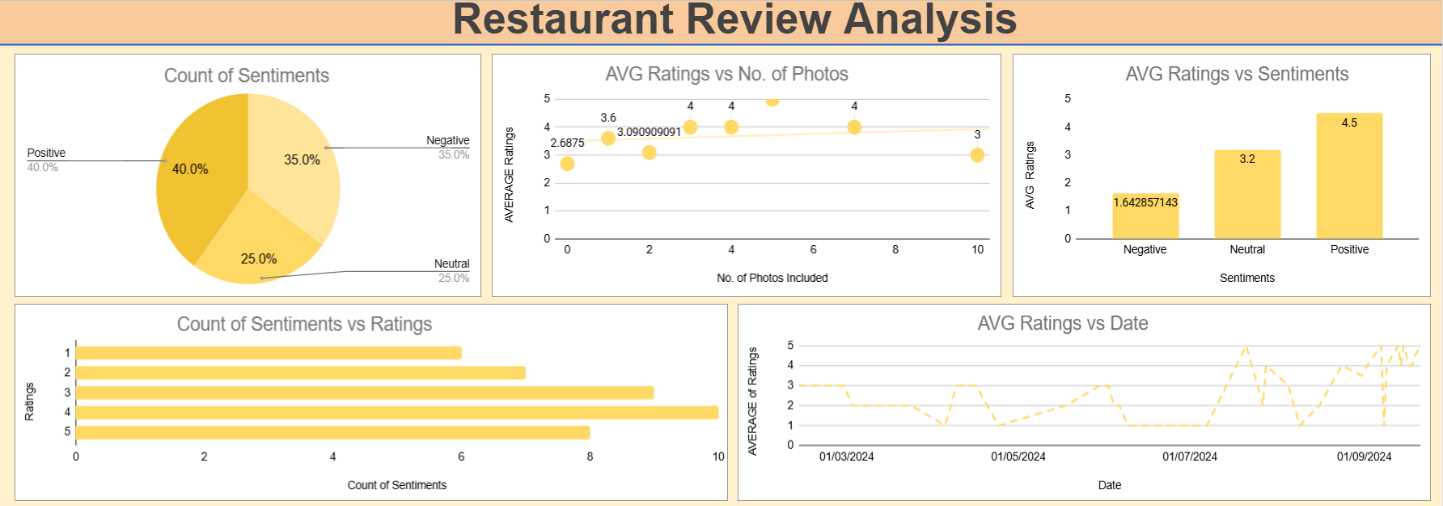 Restaurant Review Analysis
Count of Sentiments
Positive
40.0%
40.0%
35.0%
25.0%
Negative
35.0%
Neutral
25.0%
AVG Ratings vs No. of Photos
AVERAGE Ratings
5
4
3
2
1
0
2.6875
3.6
3.090909091
4
4
4
3
0
2
4
6
8
10
No. of Photos Included
AVG Ratings vs Sentiments
AVG Ratings
5
4
3
2
1
0
1.642857143
3.2
4.5
Negative
Neutral
Positive
Sentiments
Count of Sentiments vs Ratings
Ratings
1
2
3
4
5
0
2
4
6
8
10
Count of Sentiments
AVG Ratings vs Date
AVERAGE of Ratings
5
4
3
2
1
0
01/03/2024
01/05/2024
01/07/2024
01/09/2024
Date